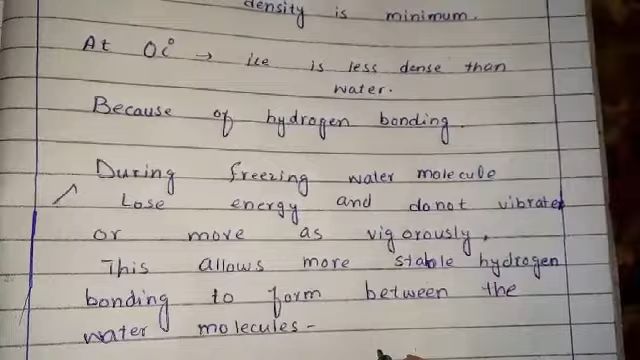 density is minimum.
At 0c° → ice is less dense than
water.
Because of hydrogen bonding.
During freezing water molecule
Lose energy and donot vibrate
or more as vigorously.
This allows more stable hydrogen
bonding to form between the
water molecules-